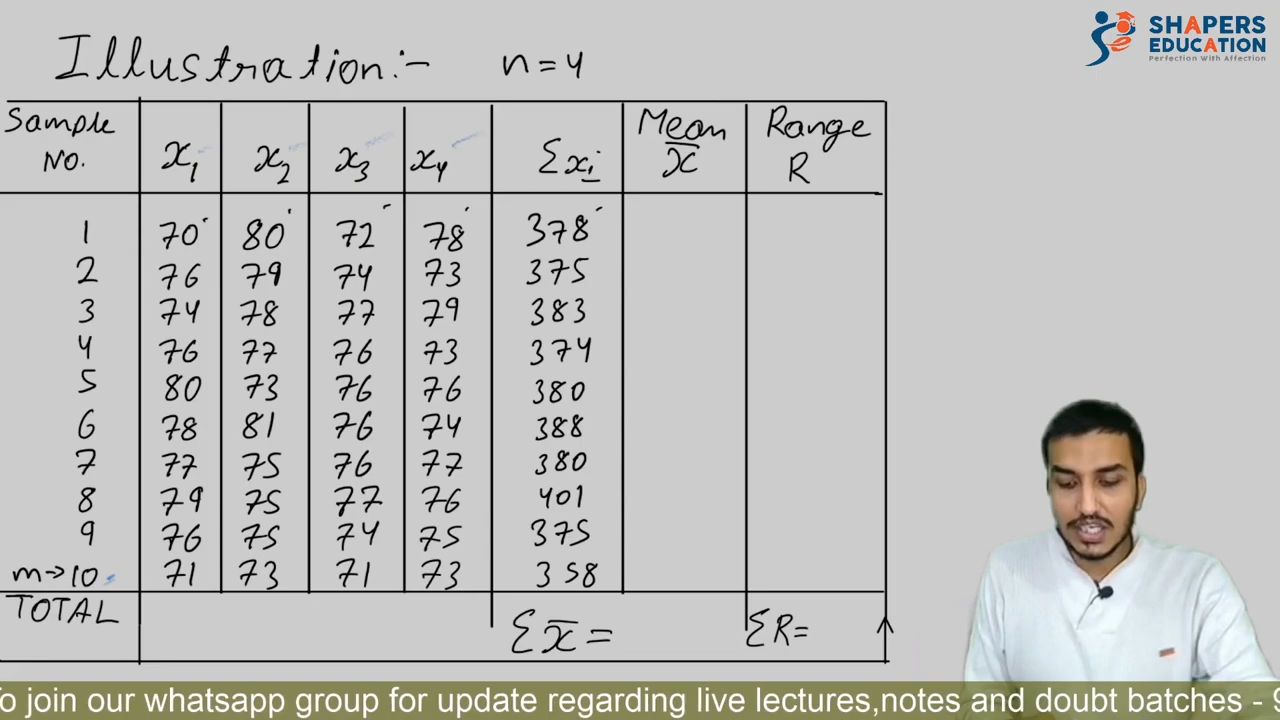 SHAPERS
EDUCATION
Perfection With Affection
Illustration:- n=4
Sample No. x₁ x₂ x₃ x₄ Σxi Mean x̄ Range R
1 70 80 72 78 378
2 76 79 74 73 375
3 74 78 77 79 383
4 76 77 76 73 374
5 80 73 76 76 380
6 78 81 76 74 388
7 77 75 76 77 380
8 79 75 77 76 401
9 76 75 74 75 375
m→10 71 73 71 73 358
TOTAL Σx̄= ΣR=
To join our whatsapp group for update regarding live lectures,notes and doubt batches - 9